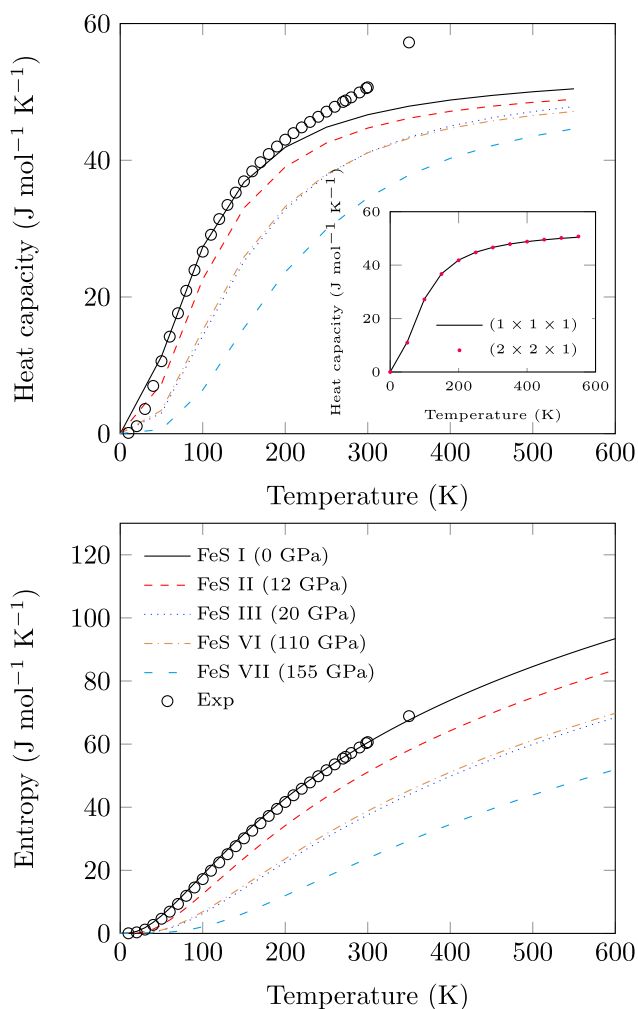 60
40
20
0
0 100 200 300 400 500 600
Heat capacity (J mol⁻¹ K⁻¹)
Temperature (K)
60
40
20
0
0 200 400 600
Heat capacity (J mol⁻¹ K⁻¹)
(1 × 1 × 1)
(2 × 2 × 1)
Temperature (K)
120
100
80
60
40
20
0
0 100 200 300 400 500 600
Entropy (J mol⁻¹ K⁻¹)
FeS I (0 GPa)
FeS II (12 GPa)
FeS III (20 GPa)
FeS VI (110 GPa)
FeS VII (155 GPa)
Exp
Temperature (K)